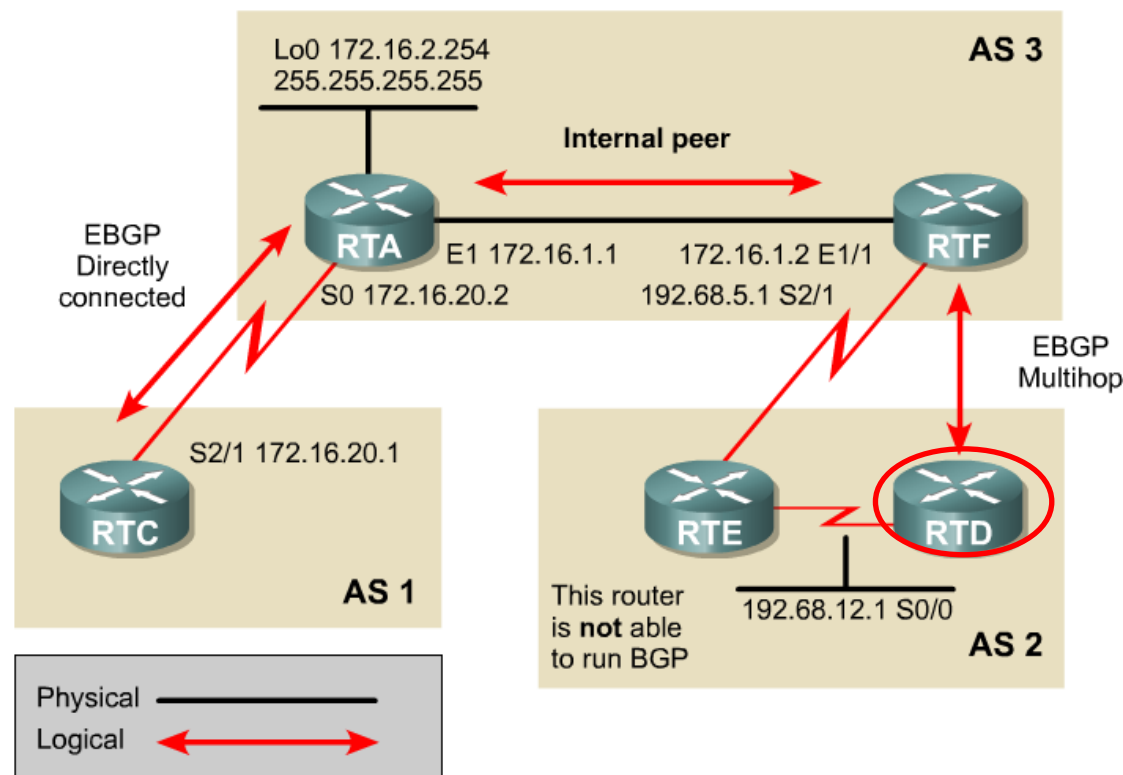 Lo0 172.16.2.254
255.255.255.255
AS 3
Internal peer
EBGP
Directly
connected
RTA
RTF
E1 172.16.1.1
172.16.1.2 E1/1
S0 172.16.20.2
192.68.5.1 S2/1
EBGP
Multihop
S2/1 172.16.20.1
RTC
AS 1
RTE
RTD
This router
is not able
to run BGP
192.68.12.1 S0/0
AS 2
Physical
Logical